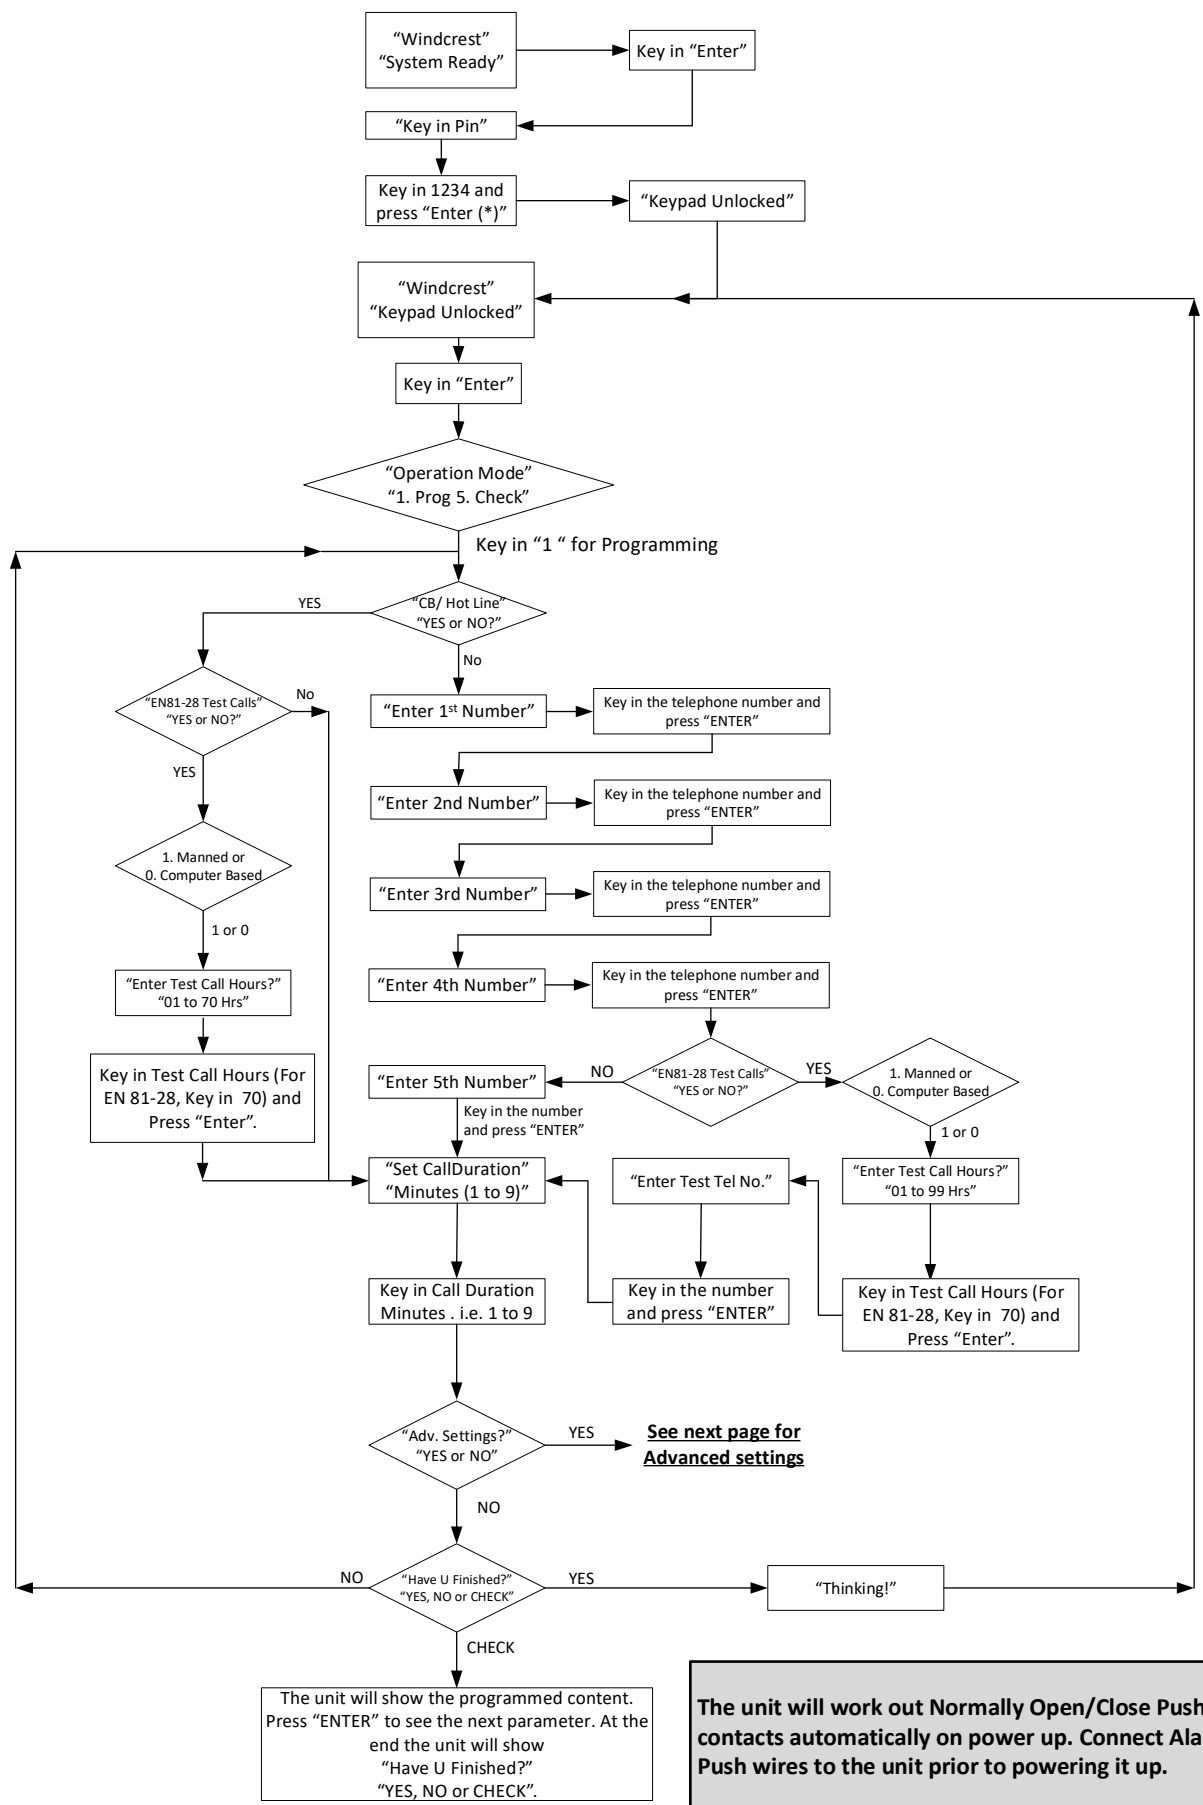 “Windcrest”
“System Ready”
Key in “Enter”
“Key in Pin”
Key in 1234 and
press “Enter (*)”
“Keypad Unlocked”
“Windcrest”
“Keypad Unlocked”
Key in “Enter”
“Operation Mode”
“1. Prog 5. Check”
Key in “1 “ for Programming
“CB/ Hot Line”
“YES or NO?”
YES
No
“EN81-28 Test Calls”
“YES or NO?”
No
YES
1. Manned or
0. Computer Based
1 or 0
“Enter Test Call Hours?”
“01 to 70 Hrs”
Key in Test Call Hours (For
EN 81-28, Key in  70) and
Press “Enter”.
“Enter 1st Number”
Key in the telephone number and
press “ENTER”
“Enter 2nd Number”
Key in the telephone number and
press “ENTER”
“Enter 3rd Number”
Key in the telephone number and
press “ENTER”
“Enter 4th Number”
Key in the telephone number and
press “ENTER”
“EN81-28 Test Calls”
“YES or NO?”
NO
YES
“Enter 5th Number”
Key in the number
and press “ENTER”
1. Manned or
0. Computer Based
1 or 0
“Enter Test Call Hours?”
“01 to 99 Hrs”
Key in Test Call Hours (For
EN 81-28, Key in  70) and
Press “Enter”.
“Enter Test Tel No.”
Key in the number
and press “ENTER”
“Set CallDuration”
“Minutes (1 to 9)”
Key in Call Duration
Minutes . i.e. 1 to 9
“Adv. Settings?”
“YES or NO”
YES
See next page for
Advanced settings
NO
“Have U Finished?”
“YES, NO or CHECK”
NO
YES
“Thinking!”
CHECK
The unit will show the programmed content.
Press “ENTER” to see the next parameter. At the
end the unit will show
“Have U Finished?”
“YES, NO or CHECK”.
The unit will work out Normally Open/Close Push
contacts automatically on power up. Connect Ala
Push wires to the unit prior to powering it up.